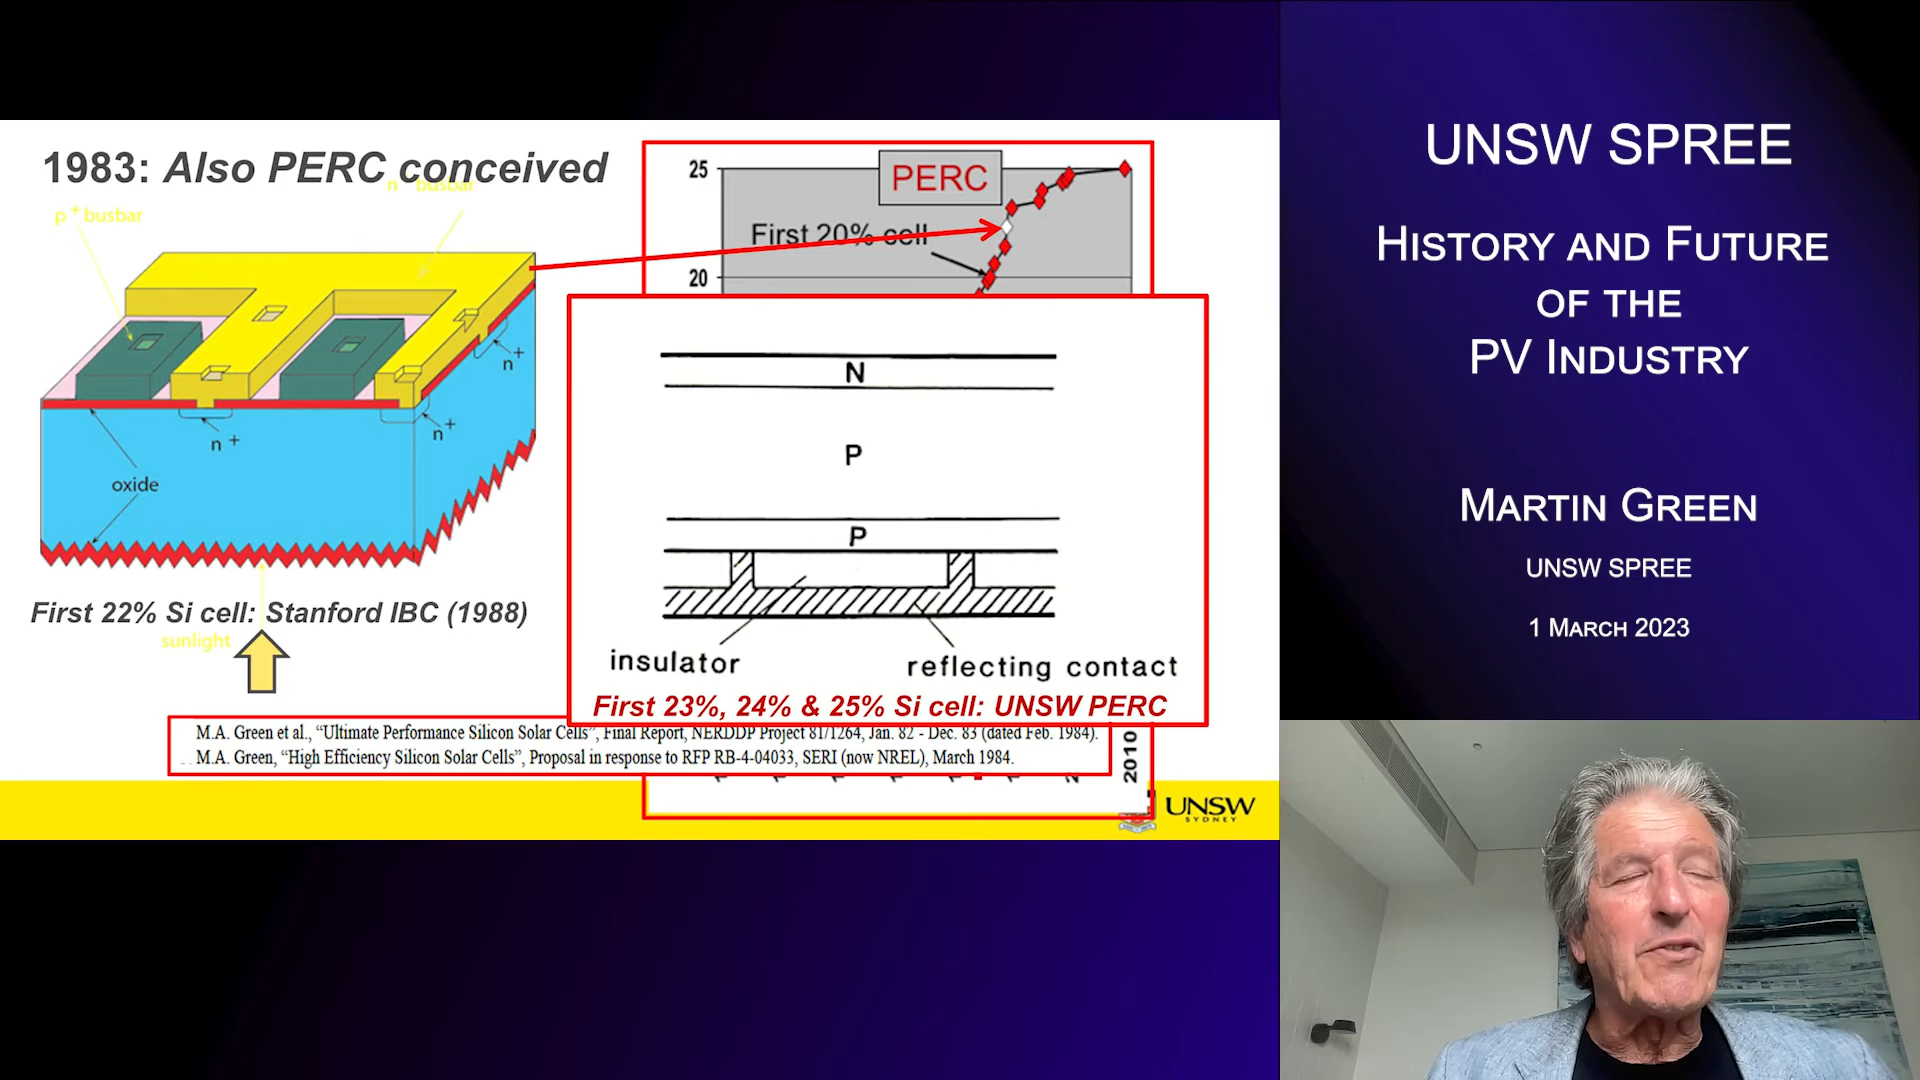 1983: Also PERC conceived
n⁺ busbar
p⁺ busbar
n⁺
n⁺
n⁺
oxide
First 22% Si cell: Stanford IBC (1988)
sunlight
25
PERC
First 20% cell
20
N
P
P
insulator
reflecting contact
First 23%, 24% & 25% Si cell: UNSW PERC
M.A. Green et al., “Ultimate Performance Silicon Solar Cells”, Final Report, NERDDP Project 81/1264, Jan. 82 - Dec. 83 (dated Feb. 1984).
M.A. Green, “High Efficiency Silicon Solar Cells”, Proposal in response to RFP RB-4-04033, SERI (now NREL), March 1984.
2010
UNSW
SYDNEY
UNSW SPREE
HISTORY AND FUTURE
OF THE
PV INDUSTRY
MARTIN GREEN
UNSW SPREE
1 MARCH 2023